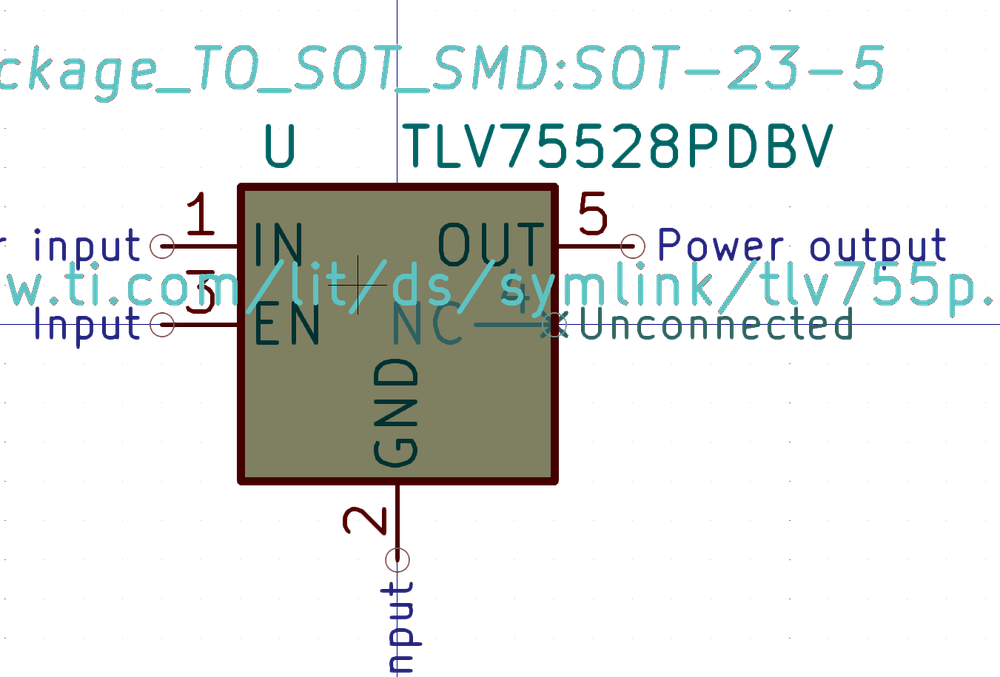 ckage_TO_SOT_SMD:SOT-23-5
U TLV75528PDBV
1 5
r input IN OUT Power output
w.ti.com/lit/ds/symlink/tlv755p.
3 4
Input EN NC Unconnected
GND
2
nput